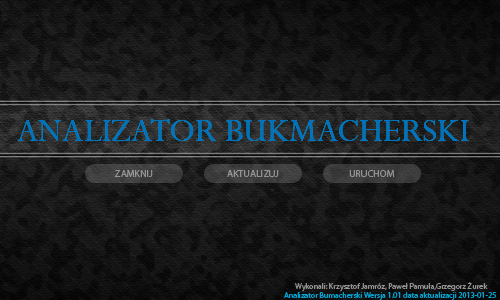 ANALIZATOR BUKMACHERSKI
ZAMKNIJ AKTUALIZUJ URUCHOM
Wykonali: Krzysztof Jamróz, Paweł Pamuła,Grzegorz Żurek
Analizator Bumacherski Wersja 1.01 data aktualizacji 2013-01-25